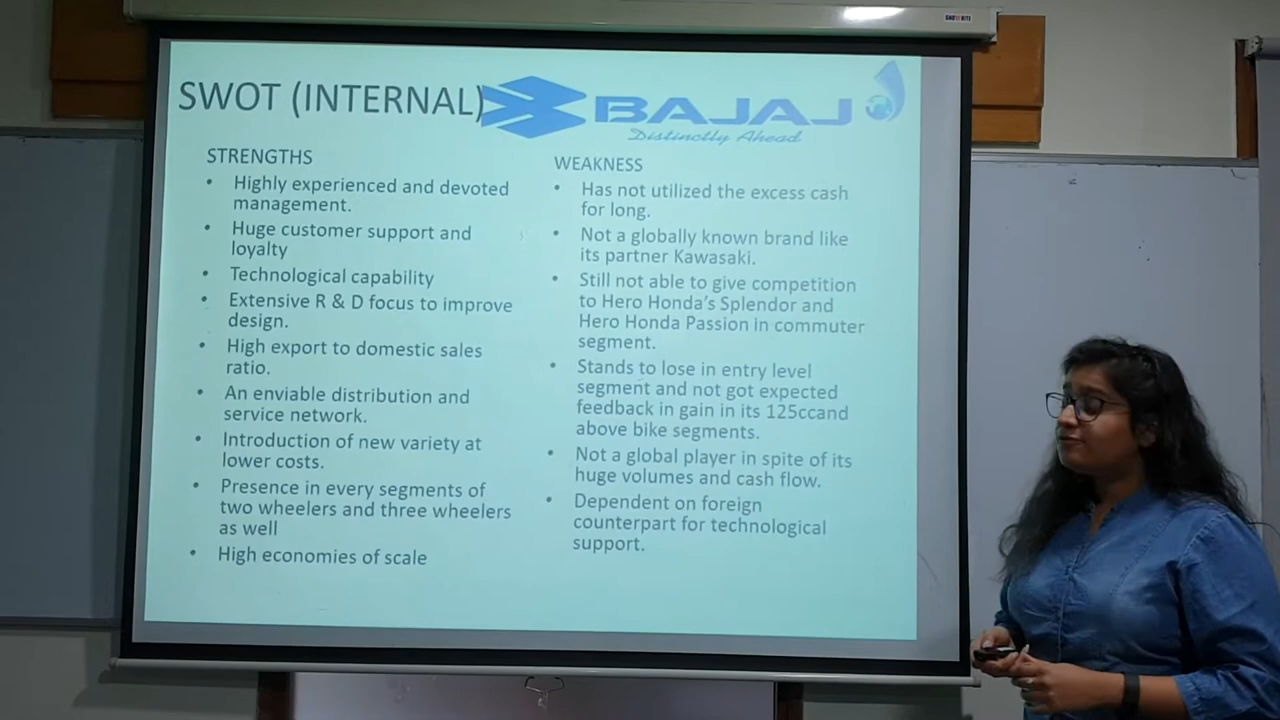 SWOT (INTERNAL)
BAJAJ
Distinctly Ahead
STRENGTHS
• Highly experienced and devoted
management.
• Huge customer support and
loyalty
• Technological capability
• Extensive R & D focus to improve
design.
• High export to domestic sales
ratio.
• An enviable distribution and
service network.
• Introduction of new variety at
lower costs.
• Presence in every segments of
two wheelers and three wheelers
as well
• High economies of scale
WEAKNESS
• Has not utilized the excess cash
for long.
• Not a globally known brand like
its partner Kawasaki.
• Still not able to give competition
to Hero Honda's Splendor and
Hero Honda Passion in commuter
segment.
• Stands to lose in entry level
segment and not got expected
feedback in gain in its 125ccand
above bike segments.
• Not a global player in spite of its
huge volumes and cash flow.
• Dependent on foreign
counterpart for technological
support.